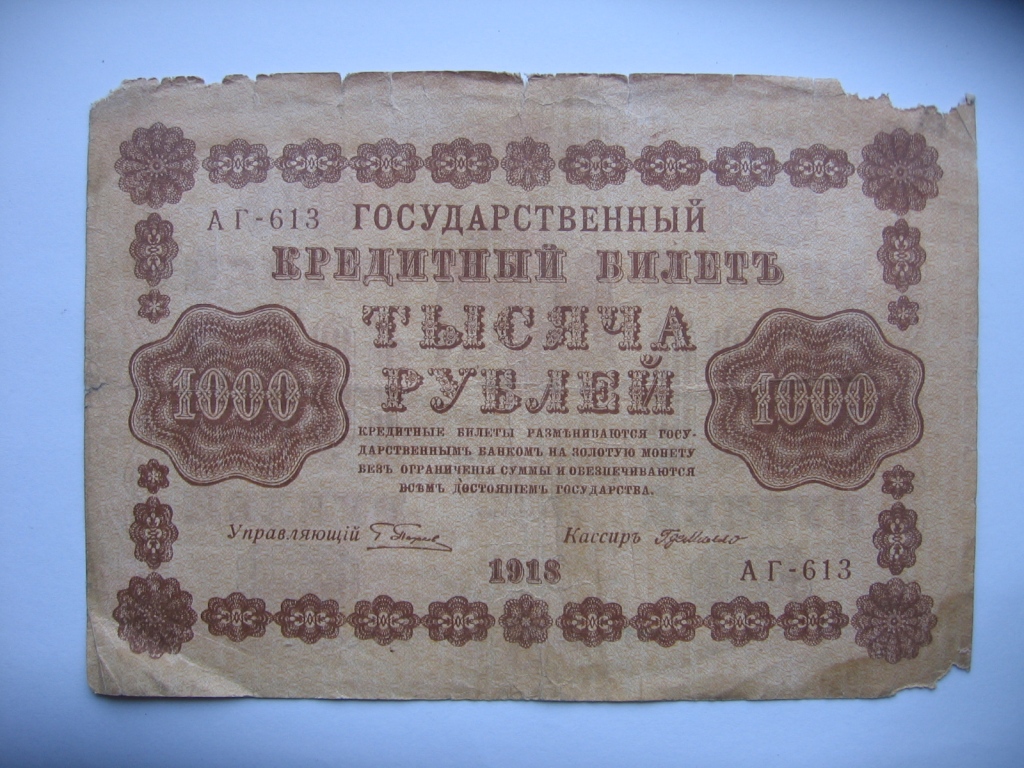 АГ-613 ГОСУДАРСТВЕННЫЙ
КРЕДИТНЫЙ БИЛЕТЪ
ТЫСЯЧА
РУБЛЕЙ
1000
1000
КРЕДИТНЫЕ БИЛЕТЫ РАЗМѢНИВАЮТСЯ ГОСУ-
ДАРСТВЕННЫМЪ БАНКОМЪ НА ЗОЛОТУЮ МОНЕТУ
БЕЗЪ ОГРАНИЧЕНІЯ СУММЫ И ОБЕЗПЕЧИВАЮТСЯ
ВСѢМЪ ДОСТОЯНІЕМЪ ГОСУДАРСТВА.
Управляющій
Кассиръ
1918
АГ-613